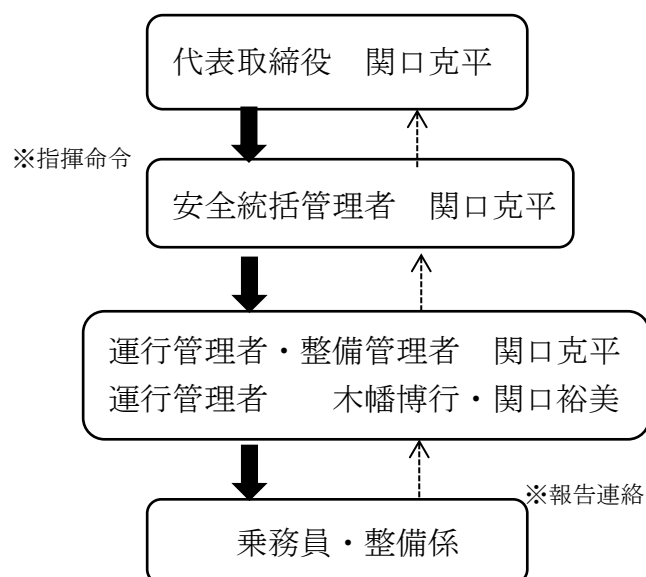 代表取締役　関口克平
※指揮命令
安全統括管理者　関口克平
運行管理者・整備管理者　関口克平
運行管理者　　木幡博行・関口裕美
※報告連絡
乗務員・整備係